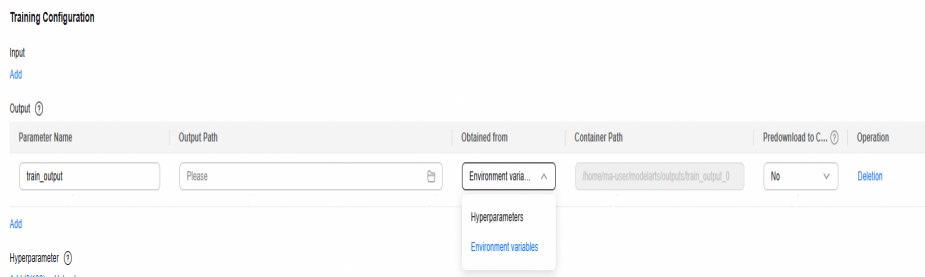 Training Configuration
Input
Add
Output
Parameter Name Output Path Obtained from Container Path Predownload to C... Operation
train_output Please Environment varia... /home/ma-user/modelarts/outputs/train_output_0 No Deletion
Hyperparameters
Add
Environment variables
Hyperparameter